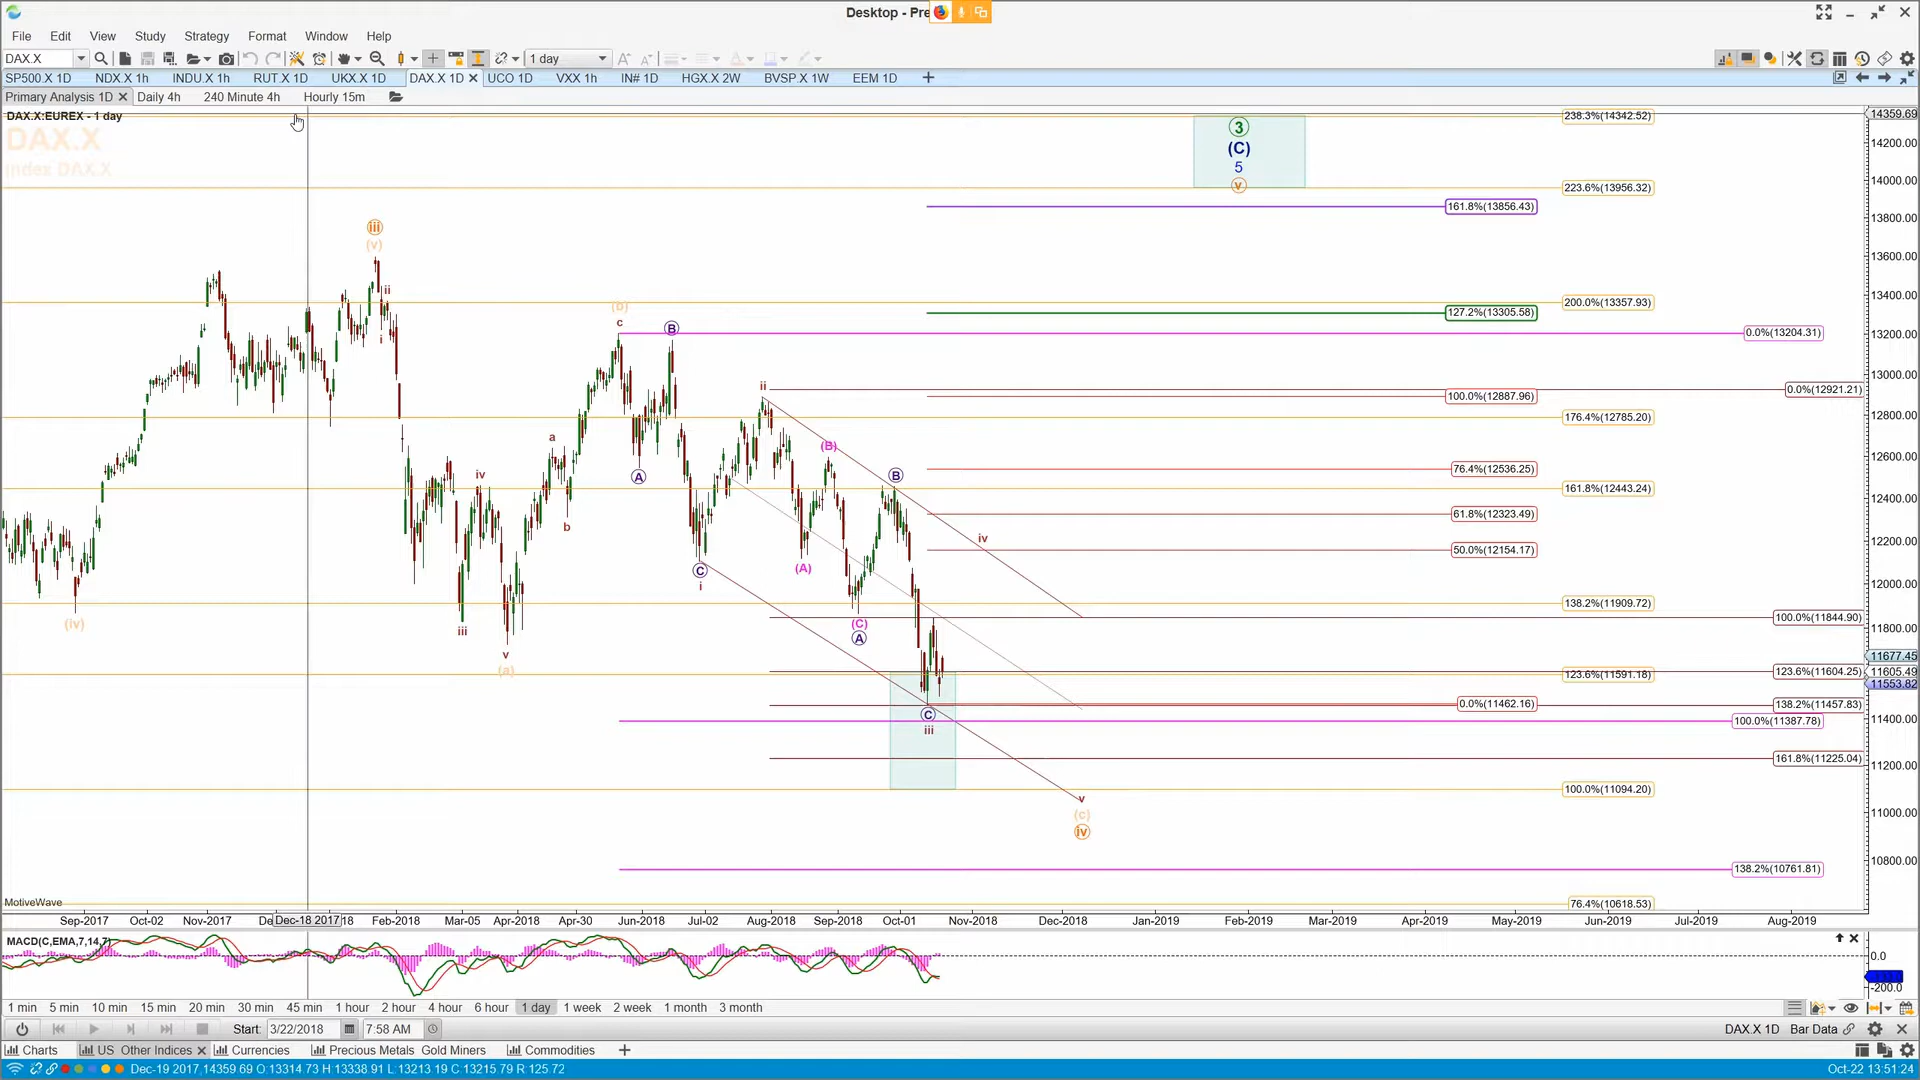 Desktop - Pre
File Edit View Study Strategy Format Window Help
DAX.X 1 day
SP500.X 1D NDX.X 1h INDU.X 1h RUT.X 1D UKX.X 1D DAX.X 1D UCO 1D VXX 1h IN# 1D HGX.X 2W BVSP.X 1W EEM 1D
Primary Analysis 1D Daily 4h 240 Minute 4h Hourly 15m
DAX.X:EUREX - 1 day
DAX.X
Index DAX.X
238.3%(14342.52)
14359.69
3
(C)
5
v
14200.00
14000.00
223.6%(13956.32)
161.8%(13856.43)
13800.00
iii
(v)
13600.00
ii
i
13400.00
200.0%(13357.93)
127.2%(13305.58)
(b)
c
B
0.0%(13204.31)
13200.00
13000.00
ii
0.0%(12921.21)
100.0%(12887.96)
176.4%(12785.20)
12800.00
a
(B)
76.4%(12536.25)
12600.00
iv
A
B
161.8%(12443.24)
12400.00
61.8%(12323.49)
b
iv
50.0%(12154.17)
12200.00
C
i
(A)
12000.00
138.2%(11909.72)
(iv)
iii
(C)
A
100.0%(11844.90)
11800.00
v
(a)
11677.45
123.6%(11604.25)
11605.49
123.6%(11591.18)
11553.82
0.0%(11462.16)
138.2%(11457.83)
C
iii
100.0%(11387.78)
11400.00
161.8%(11225.04)
11200.00
100.0%(11094.20)
v
(c)
iv
11000.00
138.2%(10761.81)
10800.00
MotiveWave
76.4%(10618.53)
Sep-2017 Oct-02 Nov-2017 De Dec-18 2017 18 Feb-2018 Mar-05 Apr-2018 Apr-30 Jun-2018 Jul-02 Aug-2018 Sep-2018 Oct-01 Nov-2018 Dec-2018 Jan-2019 Feb-2019 Mar-2019 Apr-2019 May-2019 Jun-2019 Jul-2019 Aug-2019
MACD(C,EMA,7,14,7)
0.0
-200.0
1 min 5 min 10 min 15 min 20 min 30 min 45 min 1 hour 2 hour 4 hour 6 hour 1 day 1 week 2 week 1 month 3 month
Start: 3/22/2018 7:58 AM DAX.X 1D Bar Data
Charts US Other Indices Currencies Precious Metals Gold Miners Commodities
Dec-19 2017,14359.69 O:13314.73 H:13338.91 L:13213.19 C:13215.79 R:125.72 Oct-22 13:51:24